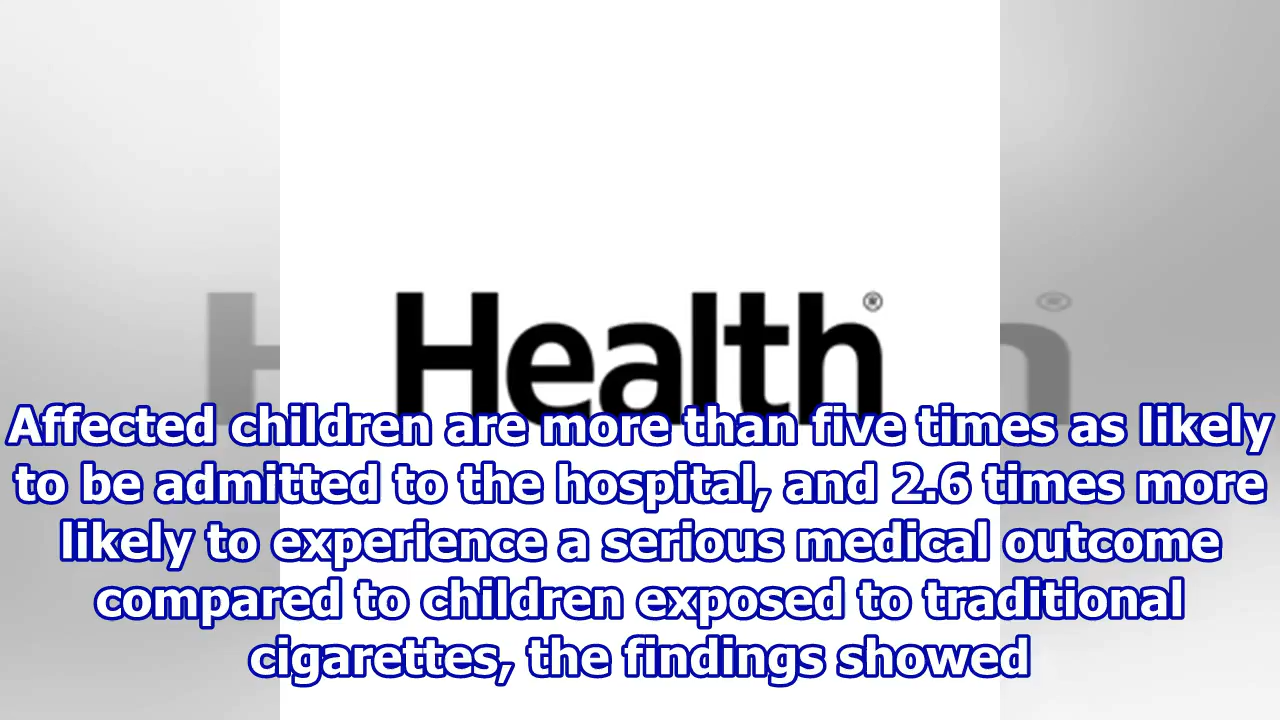 Health®
Affected children are more than five times as likely
to be admitted to the hospital, and 2.6 times more
likely to experience a serious medical outcome
compared to children exposed to traditional
cigarettes, the findings showed